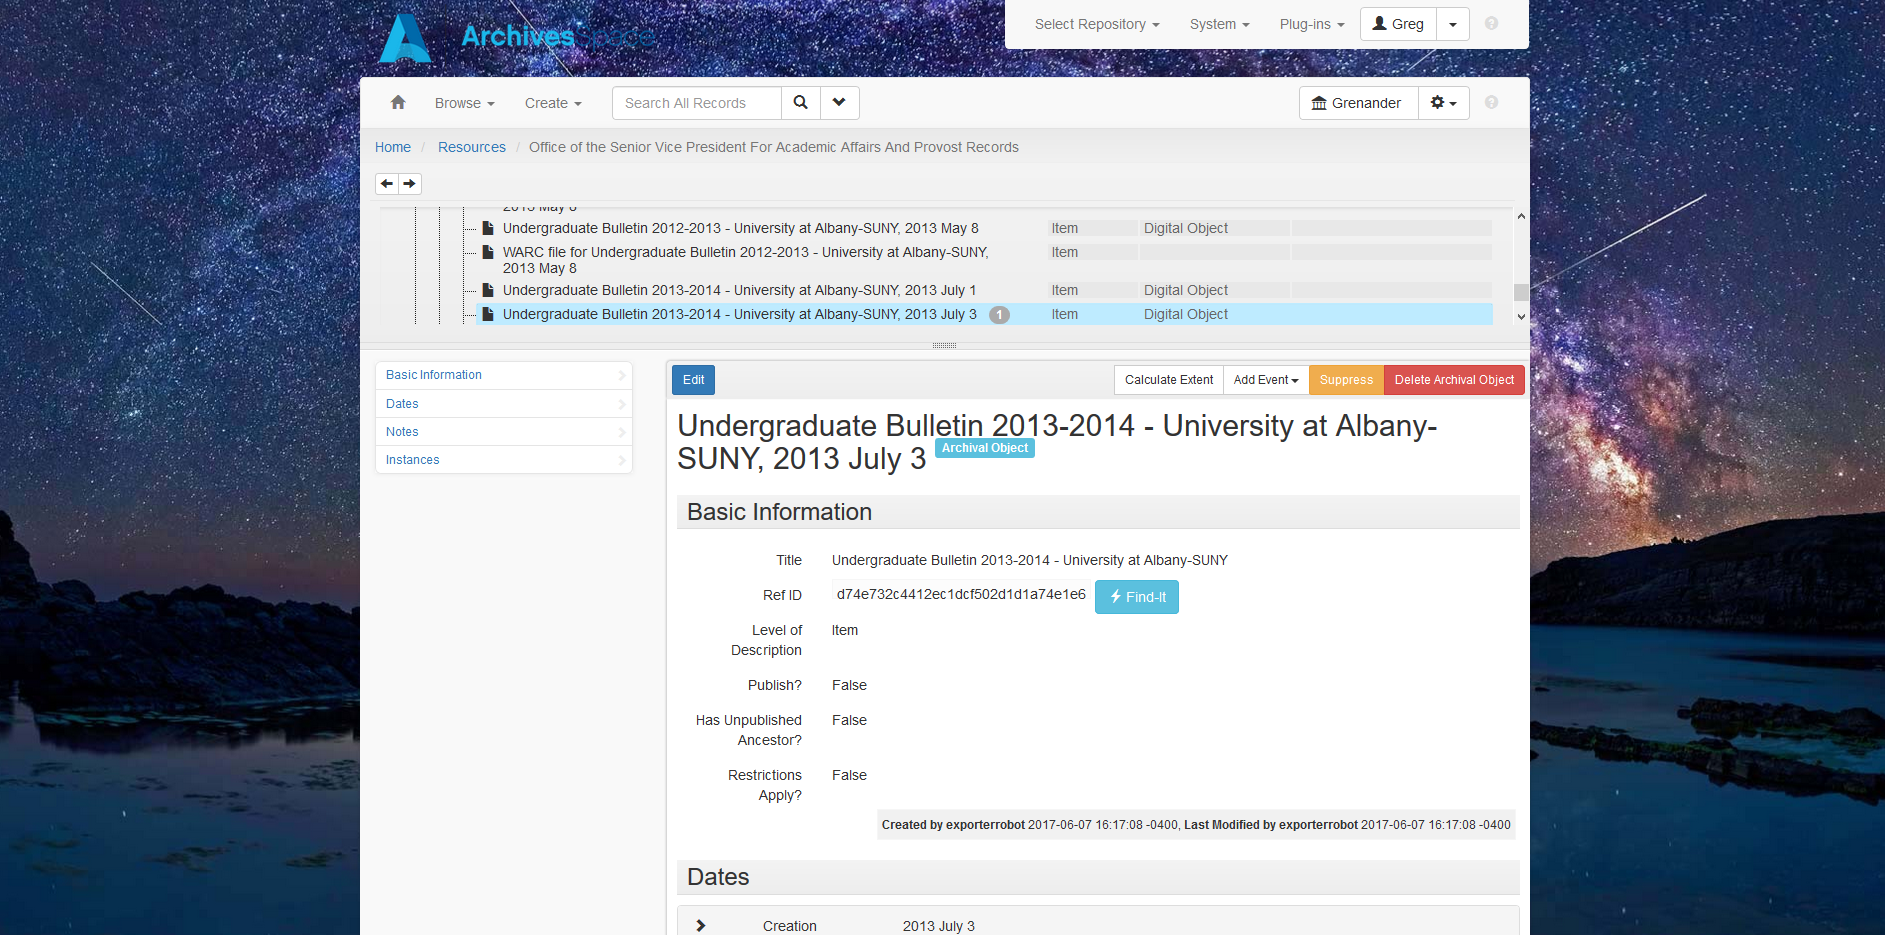 ArchivesSpace
Select Repository
System
Plug-ins
Greg
Browse
Create
Search All Records
Grenander
Home / Resources / Office of the Senior Vice President For Academic Affairs And Provost Records
2013 May 8
Undergraduate Bulletin 2012-2013 - University at Albany-SUNY, 2013 May 8 Item Digital Object
WARC file for Undergraduate Bulletin 2012-2013 - University at Albany-SUNY, Item
2013 May 8
Undergraduate Bulletin 2013-2014 - University at Albany-SUNY, 2013 July 1 Item Digital Object
Undergraduate Bulletin 2013-2014 - University at Albany-SUNY, 2013 July 3 1 Item Digital Object
Basic Information
Dates
Notes
Instances
Edit
Calculate Extent
Add Event
Suppress
Delete Archival Object
Undergraduate Bulletin 2013-2014 - University at Albany-
SUNY, 2013 July 3 Archival Object
Basic Information
Title Undergraduate Bulletin 2013-2014 - University at Albany-SUNY
Ref ID d74e732c4412ec1dcf502d1d1a74e1e6 Find-It
Level of Item
Description
Publish? False
Has Unpublished False
Ancestor?
Restrictions False
Apply?
Created by exporterrobot 2017-06-07 16:17:08 -0400, Last Modified by exporterrobot 2017-06-07 16:17:08 -0400
Dates
Creation 2013 July 3